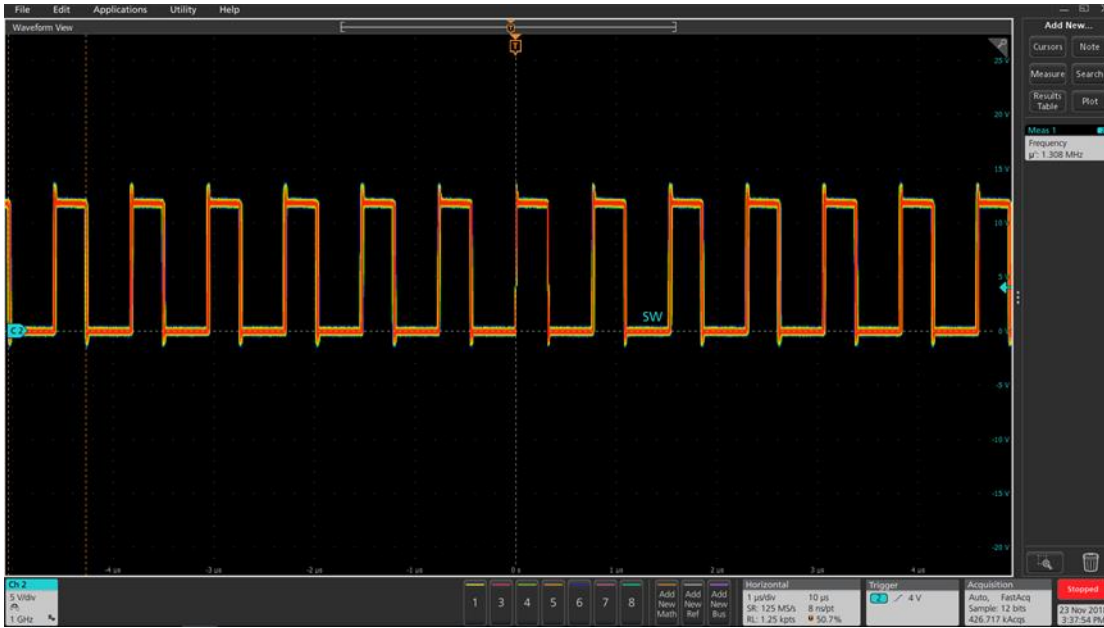 File Edit Applications Utility Help
Waveform View
Add New...
Cursors Note
Measure Search
Results Table Plot
Meas 1
Frequency
µ': 1.308 MHz
T
T
25 V
20 V
15 V
10 V
5 V
C 2
SW
0 V
-5 V
-10 V
-15 V
-20 V
-4 µs -3 µs -2 µs -1 µs 0 s 1 µs 2 µs 3 µs 4 µs
Ch 2
5 V/div
1 GHz
1 3 4 5 6 7 8
Add New Math
Add New Ref
Add New Bus
Horizontal
1 µs/div 10 µs
SR: 125 MS/s 8 ns/pt
RL: 1.25 kpts 50.7%
Trigger
2 4 V
Acquisition
Auto, FastAcq
Sample: 12 bits
426.717 kAcqs
Stopped
3:37:54 PM